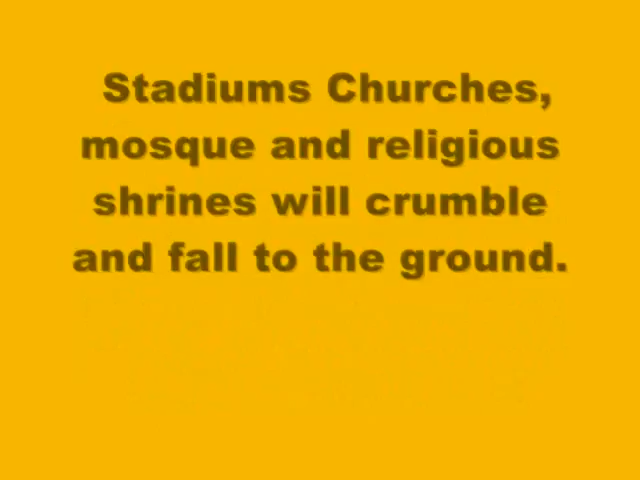 Stadiums Churches,
mosque and religious
shrines will crumble
and fall to the ground.